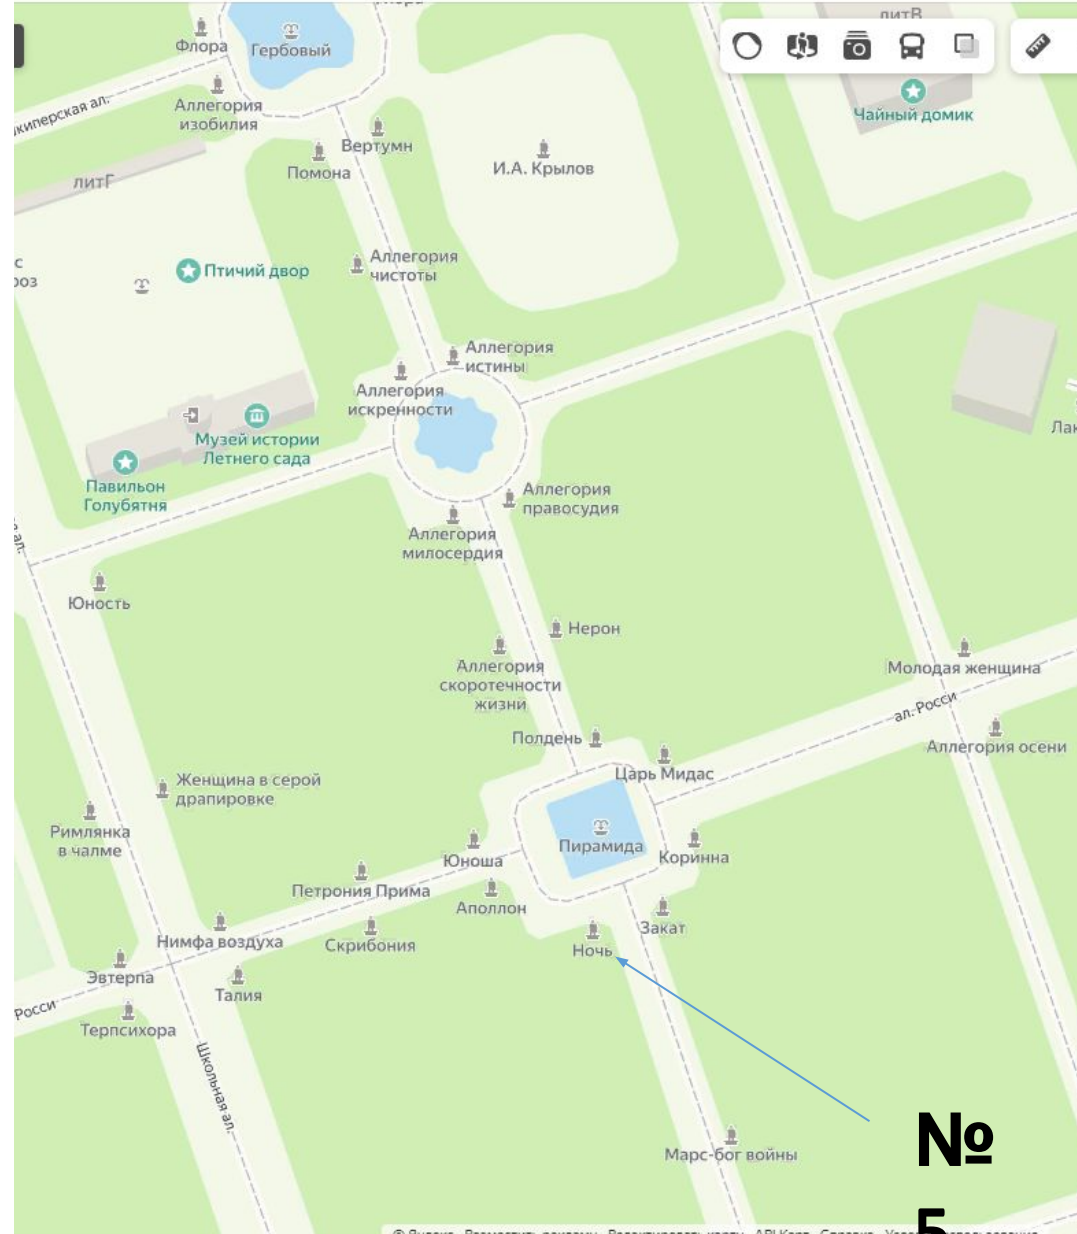 литВ
Флора
Гербовый
Чайный домик
Аллегория
изобилия
Вертумн
Помона
И.А. Крылов
литГ
Аллегория
чистоты
Птичий двор
Аллегория
истины
Аллегория
искренности
Музей истории
Летнего сада
Павильон
Голубятня
Аллегория
правосудия
Аллегория
милосердия
Юность
Нерон
Аллегория
скоротечности
жизни
Молодая женщина
ал. Росси
Полдень
Аллегория осени
Царь Мидас
Женщина в серой
драпировке
Римлянка
в чалме
Пирамида
Юноша
Коринна
Петрония Прима
Аполлон
Закат
Нимфа воздуха
Скрибония
Ночь
Эвтерпа
Талия
Росси
Терпсихора
Школьная ал.
Марс-бог войны
№
5